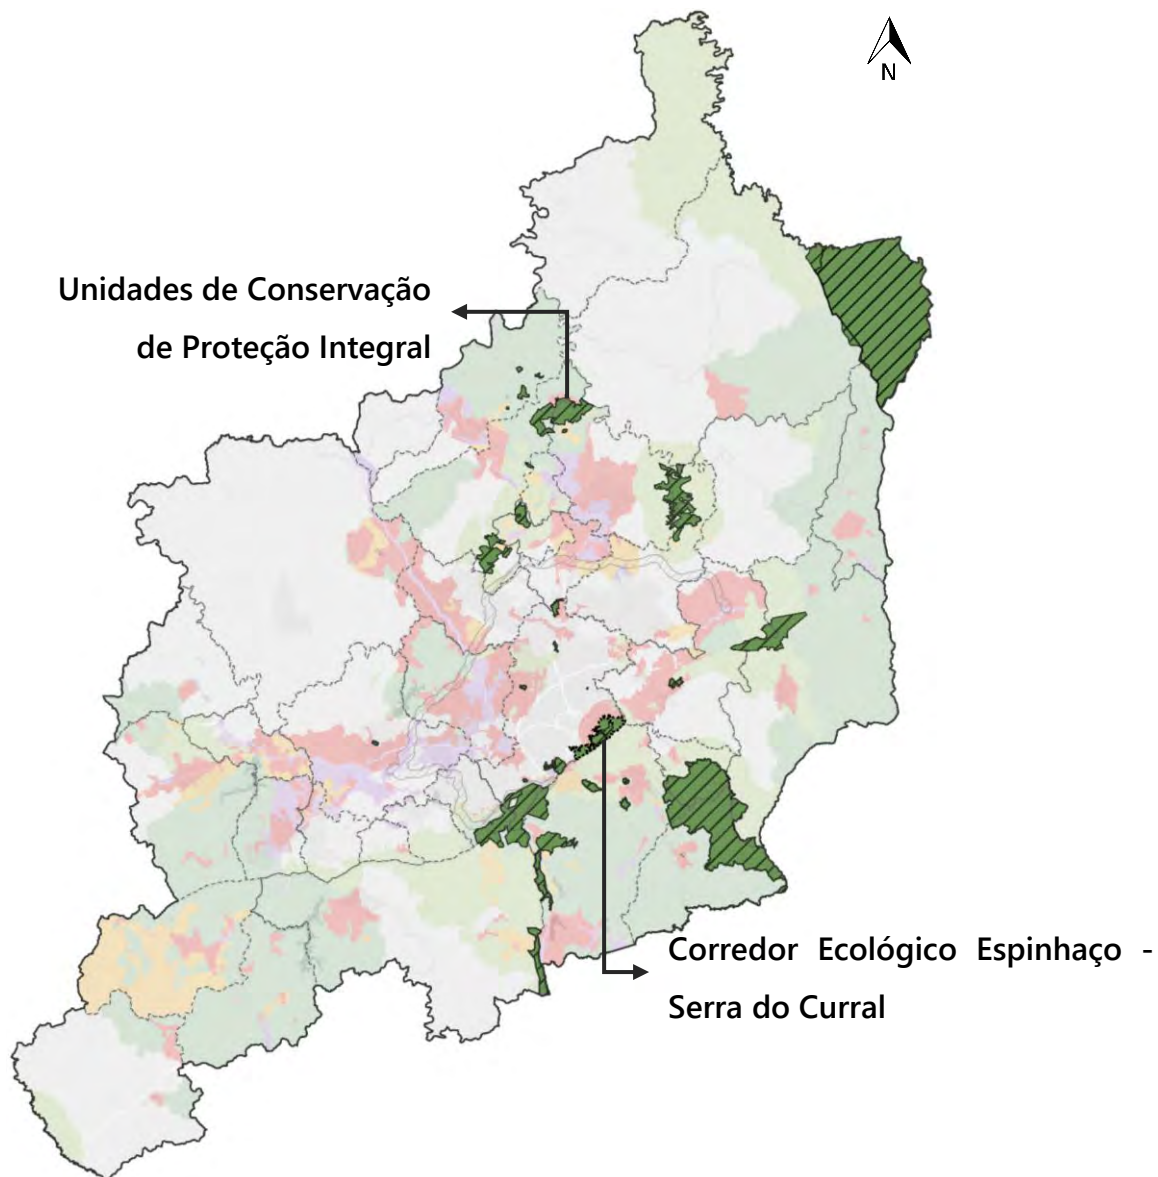 N
Unidades de Conservação
de Proteção Integral
Corredor Ecológico Espinhaço -
Serra do Curral